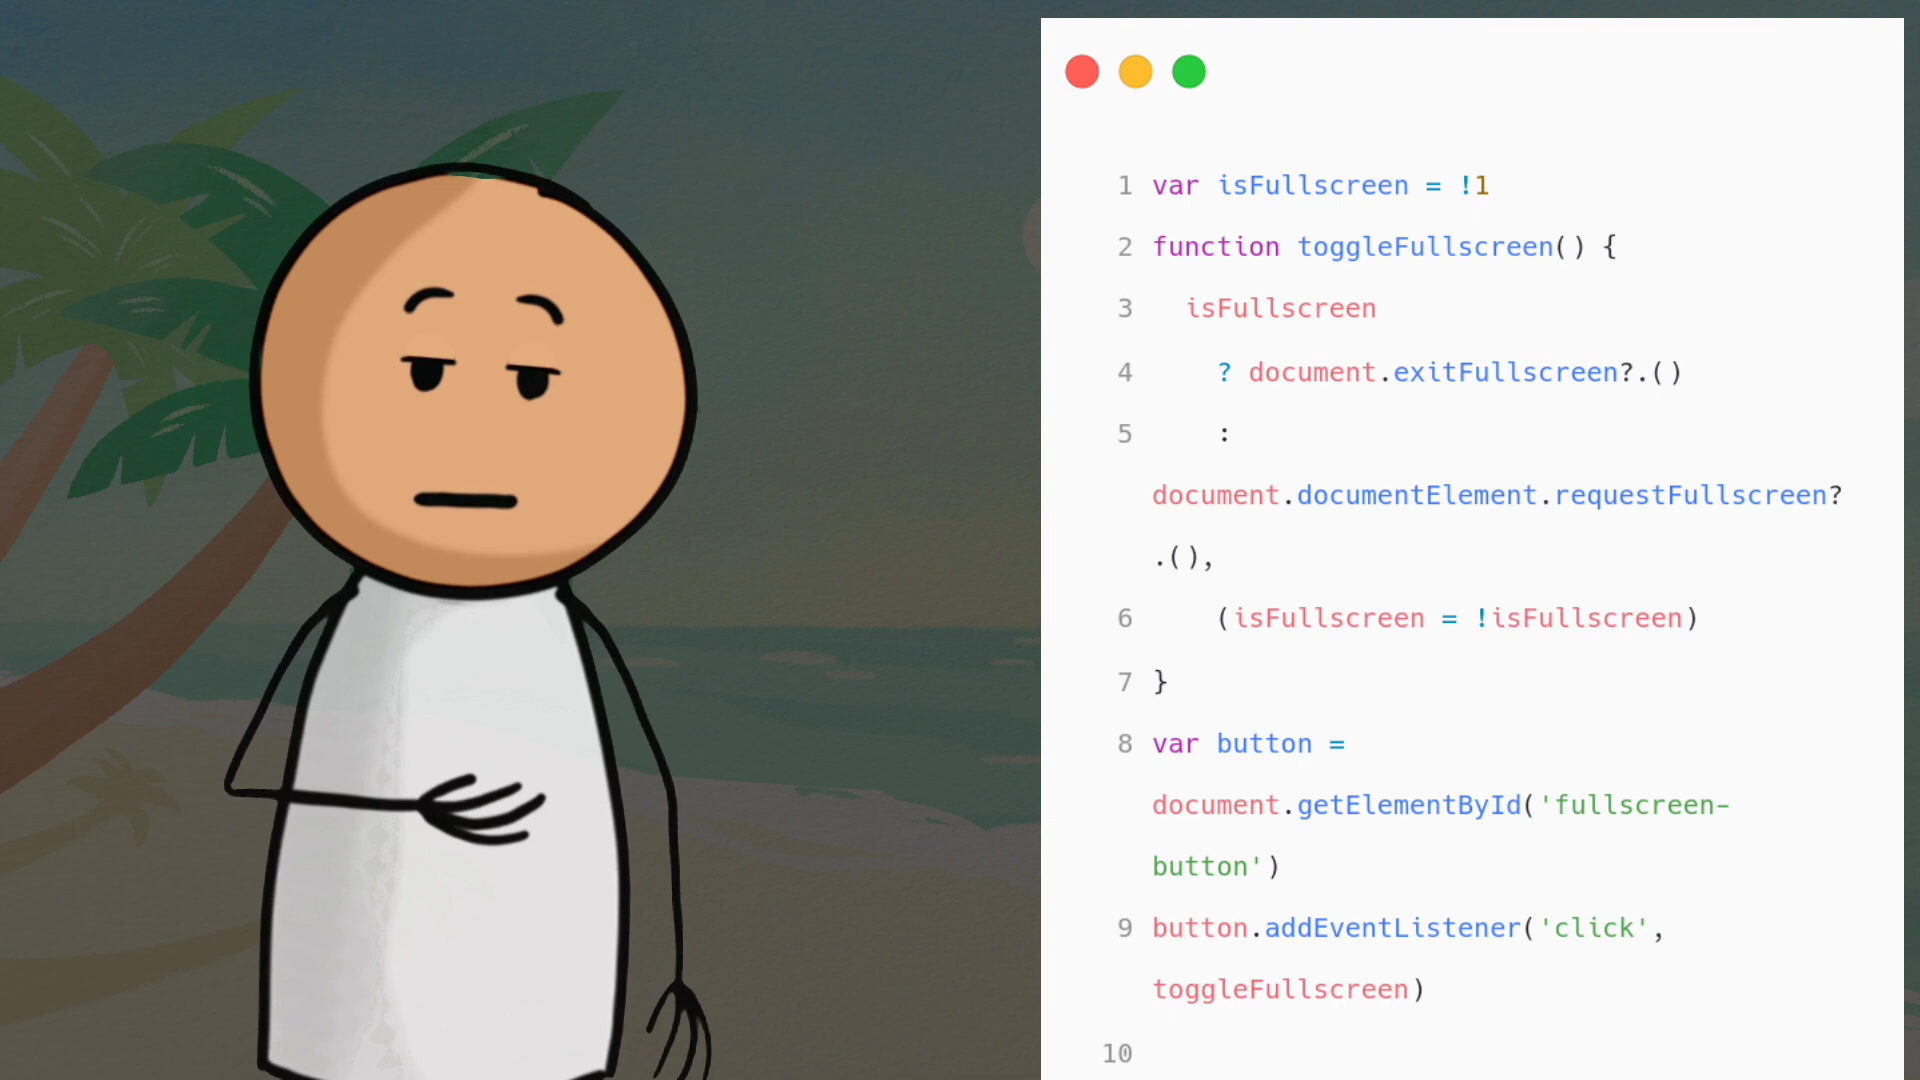 1 var isFullscreen = !1
2 function toggleFullscreen() {
3   isFullscreen
4     ? document.exitFullscreen?.()
5     :
document.documentElement.requestFullscreen?
.(),
6     (isFullscreen = !isFullscreen)
7 }
8 var button =
document.getElementById('fullscreen-
button')
9 button.addEventListener('click',
toggleFullscreen)
10